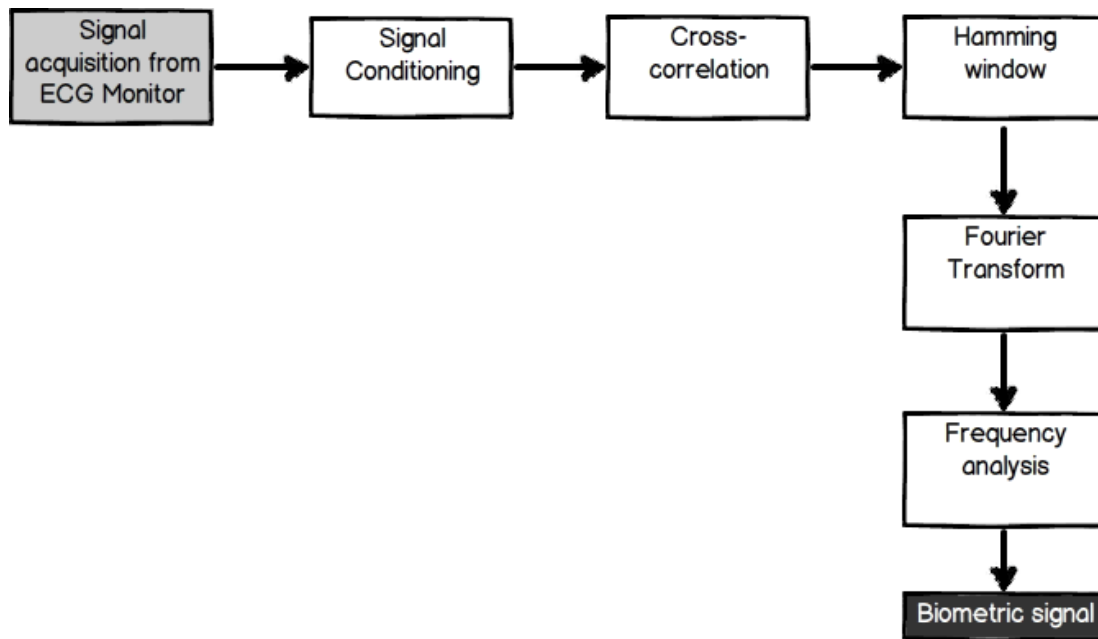 Signal
acquisition from
ECG Monitor
Signal
Conditioning
Cross-
correlation
Hamming
window
Fourier
Transform
Frequency
analysis
Biometric signal